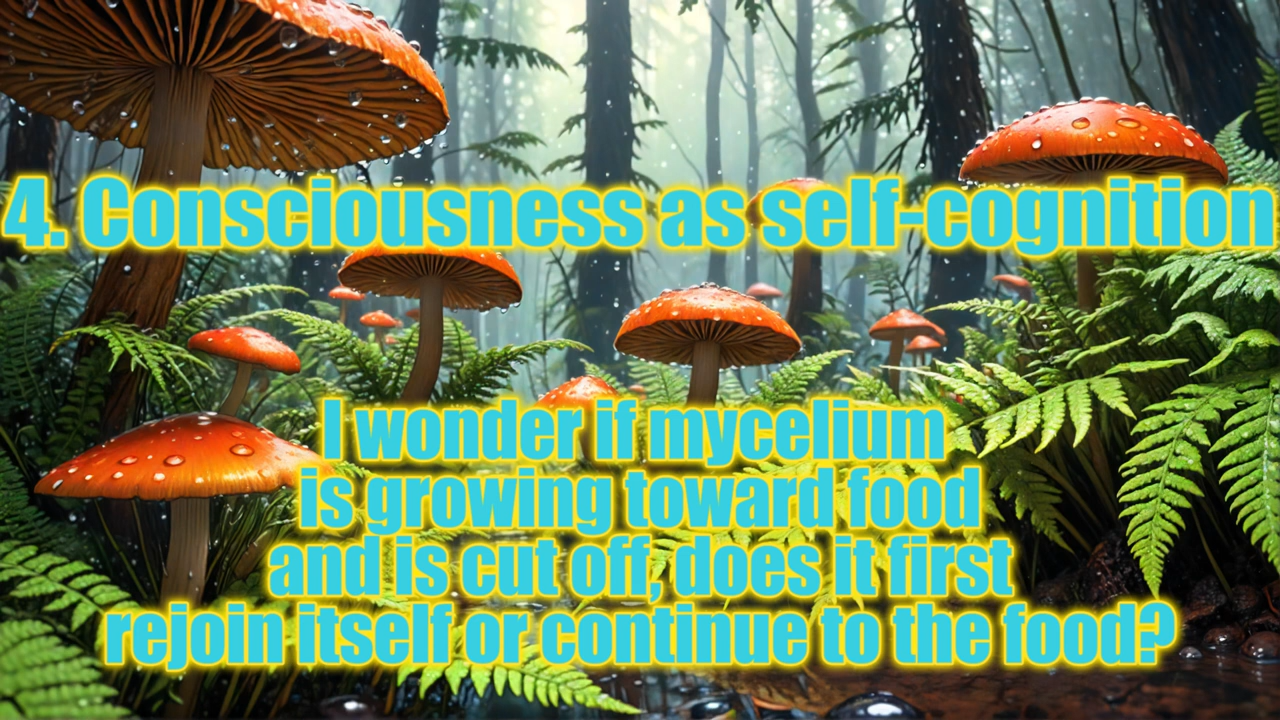 4. Consciousness as self-cognition
I wonder if mycelium
is growing toward food
and is cut off, does it first
rejoin itself or continue to the food?